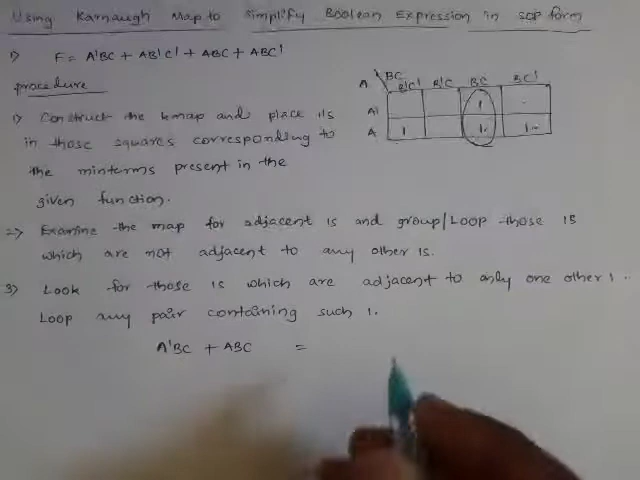 Using Karnaugh Map to Simplify Boolean Expression in SOP form
1) F = A'BC + AB'C' + ABC + ABC'
procedure
A \ BC
B'C' B'C BC BC'
A' 1
A 1 1 1
1) Construct the kmap and place 1s
in those squares corresponding to
the minterms present in the
given function.
2) Examine the map for adjacent 1s and group/Loop those 1s
which are not adjacent to any other 1s.
3) Look for those 1s which are adjacent to only one other 1.
Loop any pair containing such 1.
A'BC + ABC =